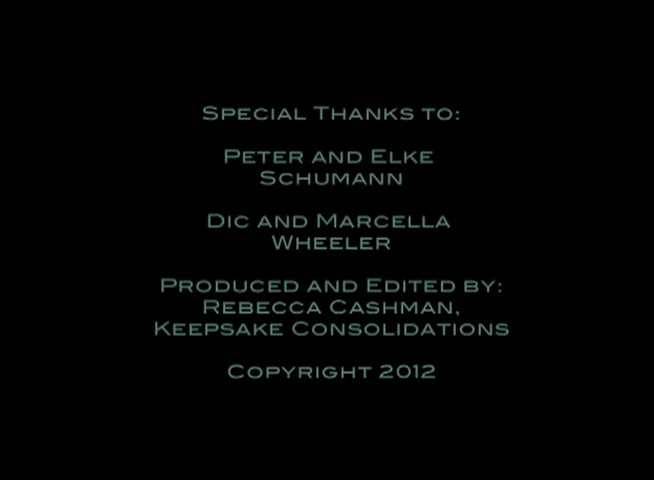 Special Thanks to:
Peter and Elke
Schumann
Dic and Marcella
Wheeler
Produced and Edited by:
Rebecca Cashman,
Keepsake Consolidations
Copyright 2012